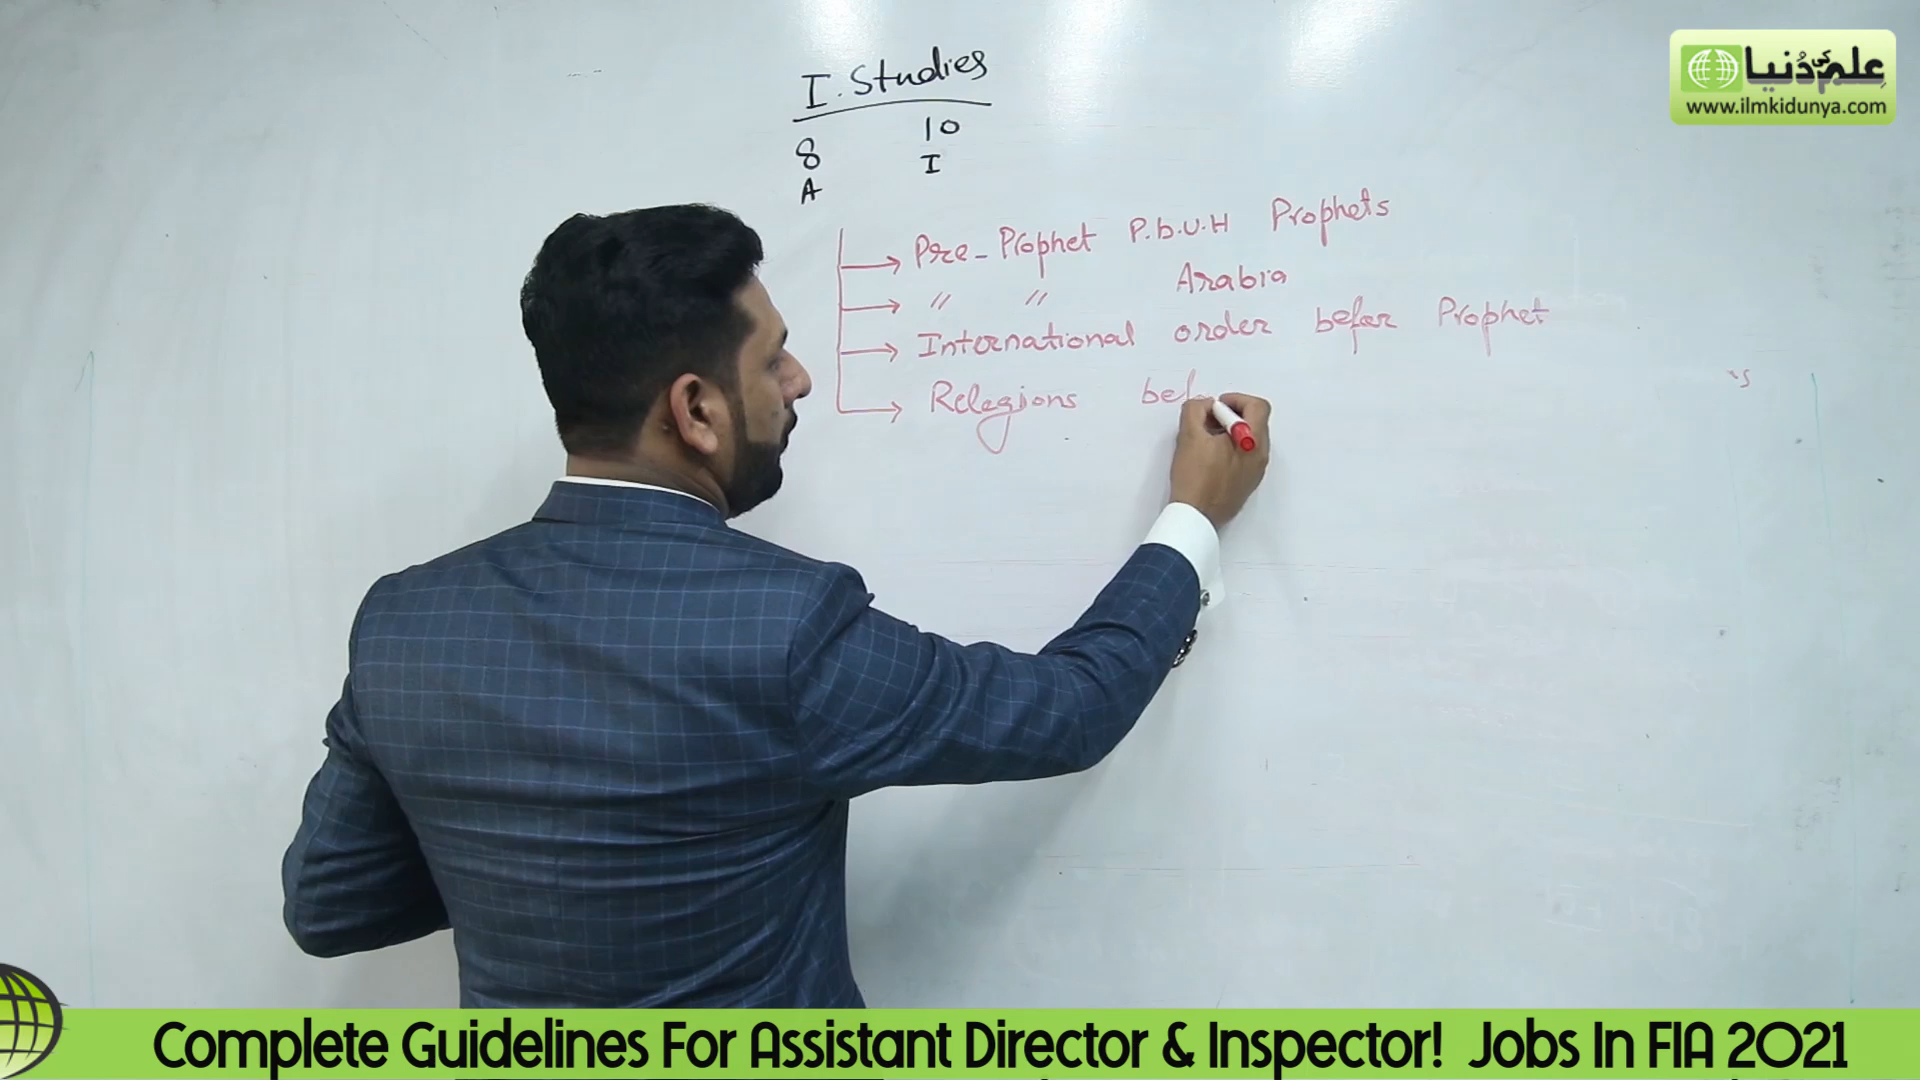 I. Studies
8 10
A I
Pre-Prophet P.b.U.H Prophets
" " Arabia
International order befor Prophet
Relegions befo
علم کی دُنیا
www.ilmkidunya.com
Complete Guidelines For Assistant Director & Inspector! Jobs In FIA 2021